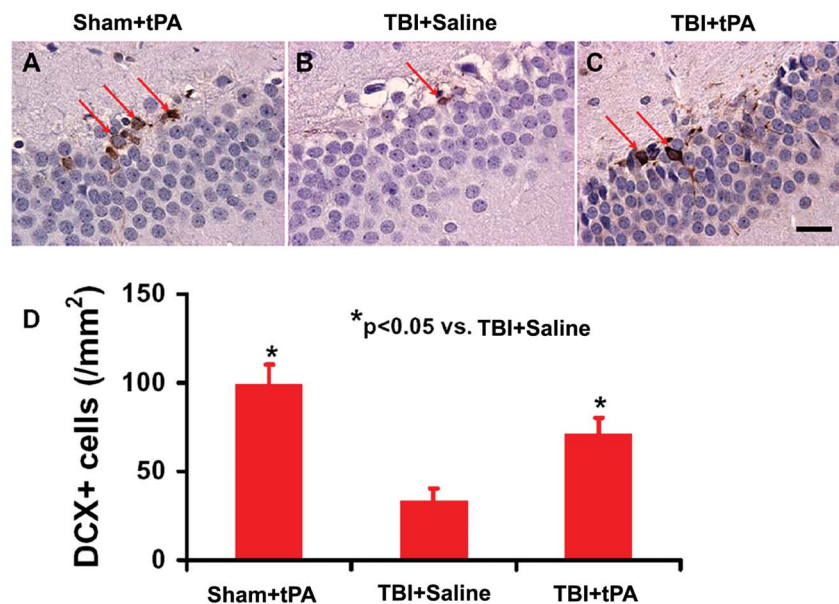 Sham+tPA TBI+Saline TBI+tPA
A B C
D
DCX+ cells (/mm²)
150
100
50
0
*p<0.05 vs. TBI+Saline
*
*
Sham+tPA TBI+Saline TBI+tPA